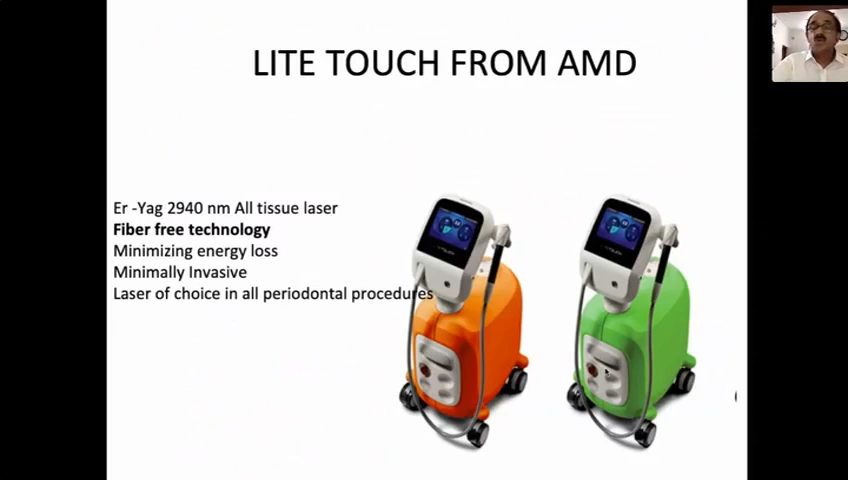 LITE TOUCH FROM AMD
Er -Yag 2940 nm All tissue laser
Fiber free technology
Minimizing energy loss
Minimally Invasive
Laser of choice in all periodontal procedures